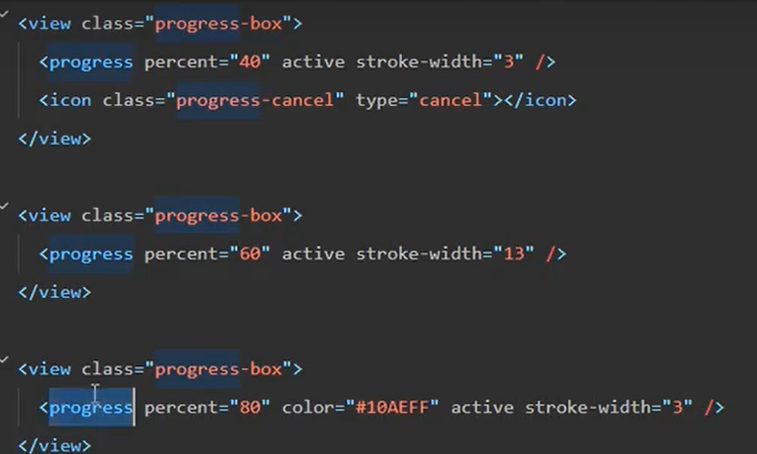 <view class="progress-box">
<progress percent="40" active stroke-width="3" />
<icon class="progress-cancel" type="cancel"></icon>
</view>
<view class="progress-box">
<progress percent="60" active stroke-width="13" />
</view>
<view class="progress-box">
<progress percent="80" color="#10AEFF" active stroke-width="3" />
</view>